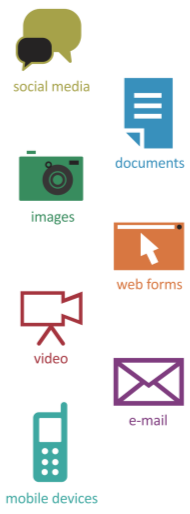 social media
documents
images
web forms
video
e-mail
mobile devices